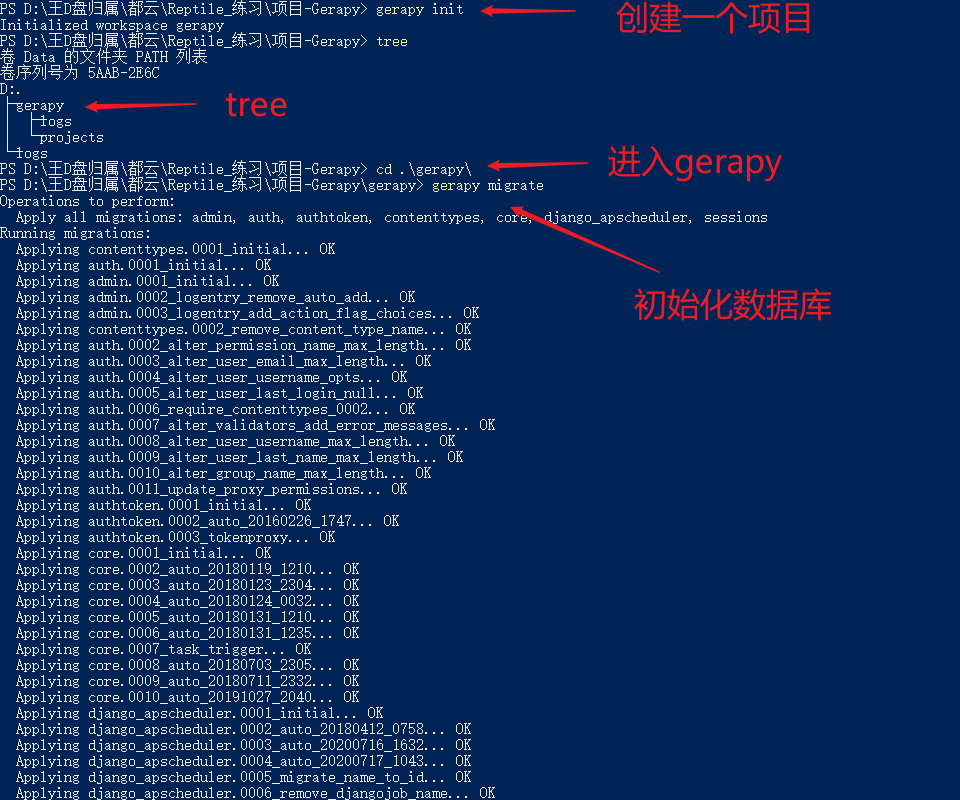 PS D:\王D盘归属\都云\Reptile_练习\项目-Gerapy> gerapy init
创建一个项目
Initialized workspace gerapy
PS D:\王D盘归属\都云\Reptile_练习\项目-Gerapy> tree
卷 Data 的文件夹 PATH 列表
卷序列号为 5AAB-2E6C
D:.
├─gerapy
tree
│  ├─logs
│  └─projects
└─logs
PS D:\王D盘归属\都云\Reptile_练习\项目-Gerapy> cd .\gerapy\
进入gerapy
PS D:\王D盘归属\都云\Reptile_练习\项目-Gerapy\gerapy> gerapy migrate
Operations to perform:
  Apply all migrations: admin, auth, authtoken, contenttypes, core, django_apscheduler, sessions
Running migrations:
  Applying contenttypes.0001_initial... OK
  Applying auth.0001_initial... OK
  Applying admin.0001_initial... OK
  Applying admin.0002_logentry_remove_auto_add... OK
初始化数据库
  Applying admin.0003_logentry_add_action_flag_choices... OK
  Applying contenttypes.0002_remove_content_type_name... OK
  Applying auth.0002_alter_permission_name_max_length... OK
  Applying auth.0003_alter_user_email_max_length... OK
  Applying auth.0004_alter_user_username_opts... OK
  Applying auth.0005_alter_user_last_login_null... OK
  Applying auth.0006_require_contenttypes_0002... OK
  Applying auth.0007_alter_validators_add_error_messages... OK
  Applying auth.0008_alter_user_username_max_length... OK
  Applying auth.0009_alter_user_last_name_max_length... OK
  Applying auth.0010_alter_group_name_max_length... OK
  Applying auth.0011_update_proxy_permissions... OK
  Applying authtoken.0001_initial... OK
  Applying authtoken.0002_auto_20160226_1747... OK
  Applying authtoken.0003_tokenproxy... OK
  Applying core.0001_initial... OK
  Applying core.0002_auto_20180119_1210... OK
  Applying core.0003_auto_20180123_2304... OK
  Applying core.0004_auto_20180124_0032... OK
  Applying core.0005_auto_20180131_1210... OK
  Applying core.0006_auto_20180131_1235... OK
  Applying core.0007_task_trigger... OK
  Applying core.0008_auto_20180703_2305... OK
  Applying core.0009_auto_20180711_2332... OK
  Applying core.0010_auto_20191027_2040... OK
  Applying django_apscheduler.0001_initial... OK
  Applying django_apscheduler.0002_auto_20180412_0758... OK
  Applying django_apscheduler.0003_auto_20200716_1632... OK
  Applying django_apscheduler.0004_auto_20200717_1043... OK
  Applying django_apscheduler.0005_migrate_name_to_id... OK
  Applying django_apscheduler.0006_remove_djangojob_name... OK